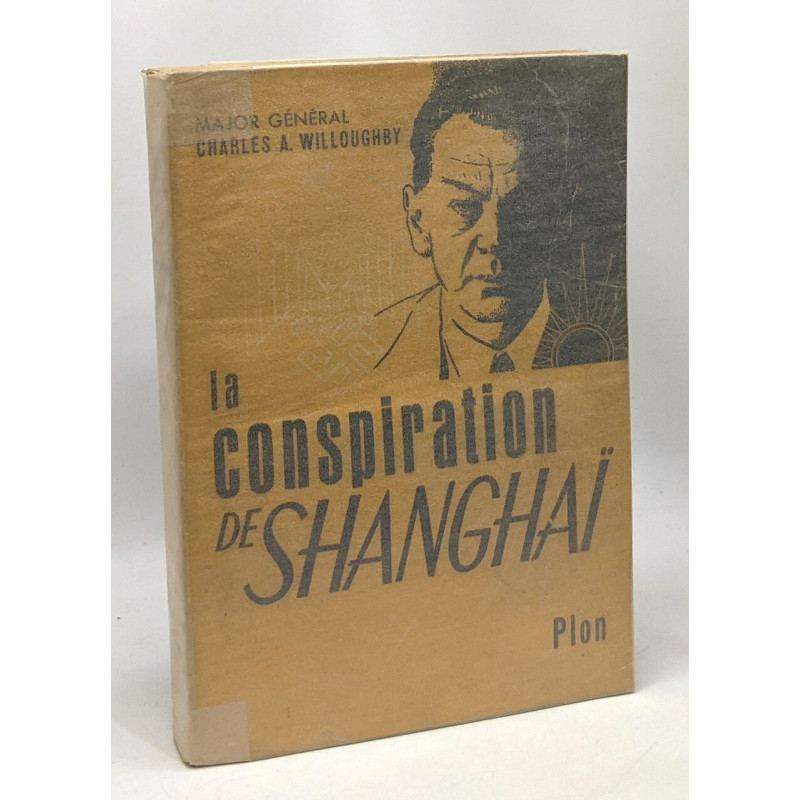 MAJOR GÉNÉRAL
CHARLES A. WILLOUGHBY
la
conspiration
DE SHANGHAÏ
Plon